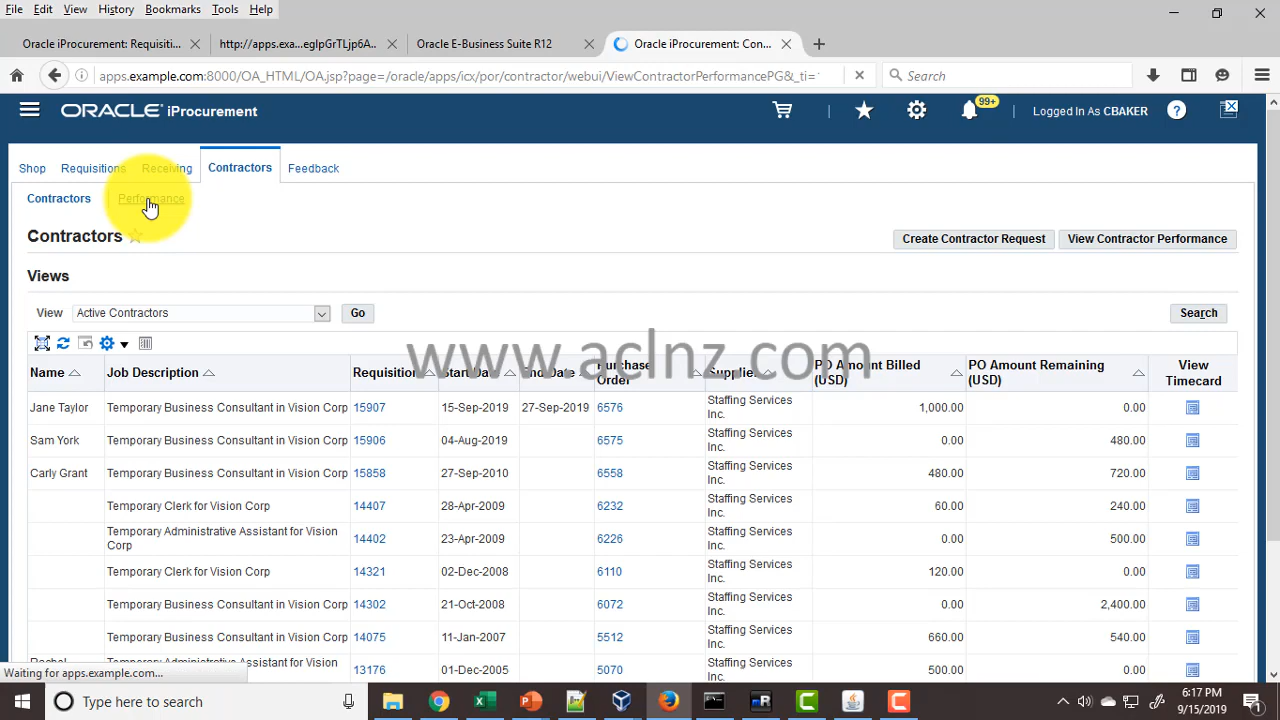 File Edit View History Bookmarks Tools Help
Oracle iProcurement: Requisiti... http://apps.exa...eglpGrTLjp6A.. Oracle E-Business Suite R12 Oracle iProcurement: Con...
apps.example.com:8000/OA_HTML/OA.jsp?page=/oracle/apps/icx/por/contractor/webui/ViewContractorPerformancePG&_ti= Search
ORACLE iProcurement 99+ Logged In As CBAKER ?
Shop Requisitions Receiving Contractors Feedback
Contractors Performance
Contractors Create Contractor Request View Contractor Performance
Views
View Active Contractors Go Search
www.aclnz.com
Name Job Description Requisition Start Date End Date Purchase Order Supplier PO Amount Billed (USD) PO Amount Remaining (USD) View Timecard
Jane Taylor Temporary Business Consultant in Vision Corp 15907 15-Sep-2019 27-Sep-2019 6576 Staffing Services Inc. 1,000.00 0.00
Sam York Temporary Business Consultant in Vision Corp 15906 04-Aug-2019 6575 Staffing Services Inc. 0.00 480.00
Carly Grant Temporary Business Consultant in Vision Corp 15858 27-Sep-2010 6558 Staffing Services Inc. 480.00 720.00
Temporary Clerk for Vision Corp 14407 28-Apr-2009 6232 Staffing Services Inc. 60.00 240.00
Temporary Administrative Assistant for Vision Corp 14402 23-Apr-2009 6226 Staffing Services Inc. 0.00 500.00
Temporary Clerk for Vision Corp 14321 02-Dec-2008 6110 Staffing Services Inc. 120.00 0.00
Temporary Business Consultant in Vision Corp 14302 21-Oct-2008 6072 Staffing Services Inc. 0.00 2,400.00
Temporary Business Consultant in Vision Corp 14075 11-Jan-2007 5512 Staffing Services Inc. 660.00 540.00
Rachel Temporary Administrative Assistant for Vision 13176 01-Dec-2005 5070 Staffing Services Inc. 500.00 0.00
Waiting for apps.example.com...
Type here to search 6:17 PM
9/15/2019 1